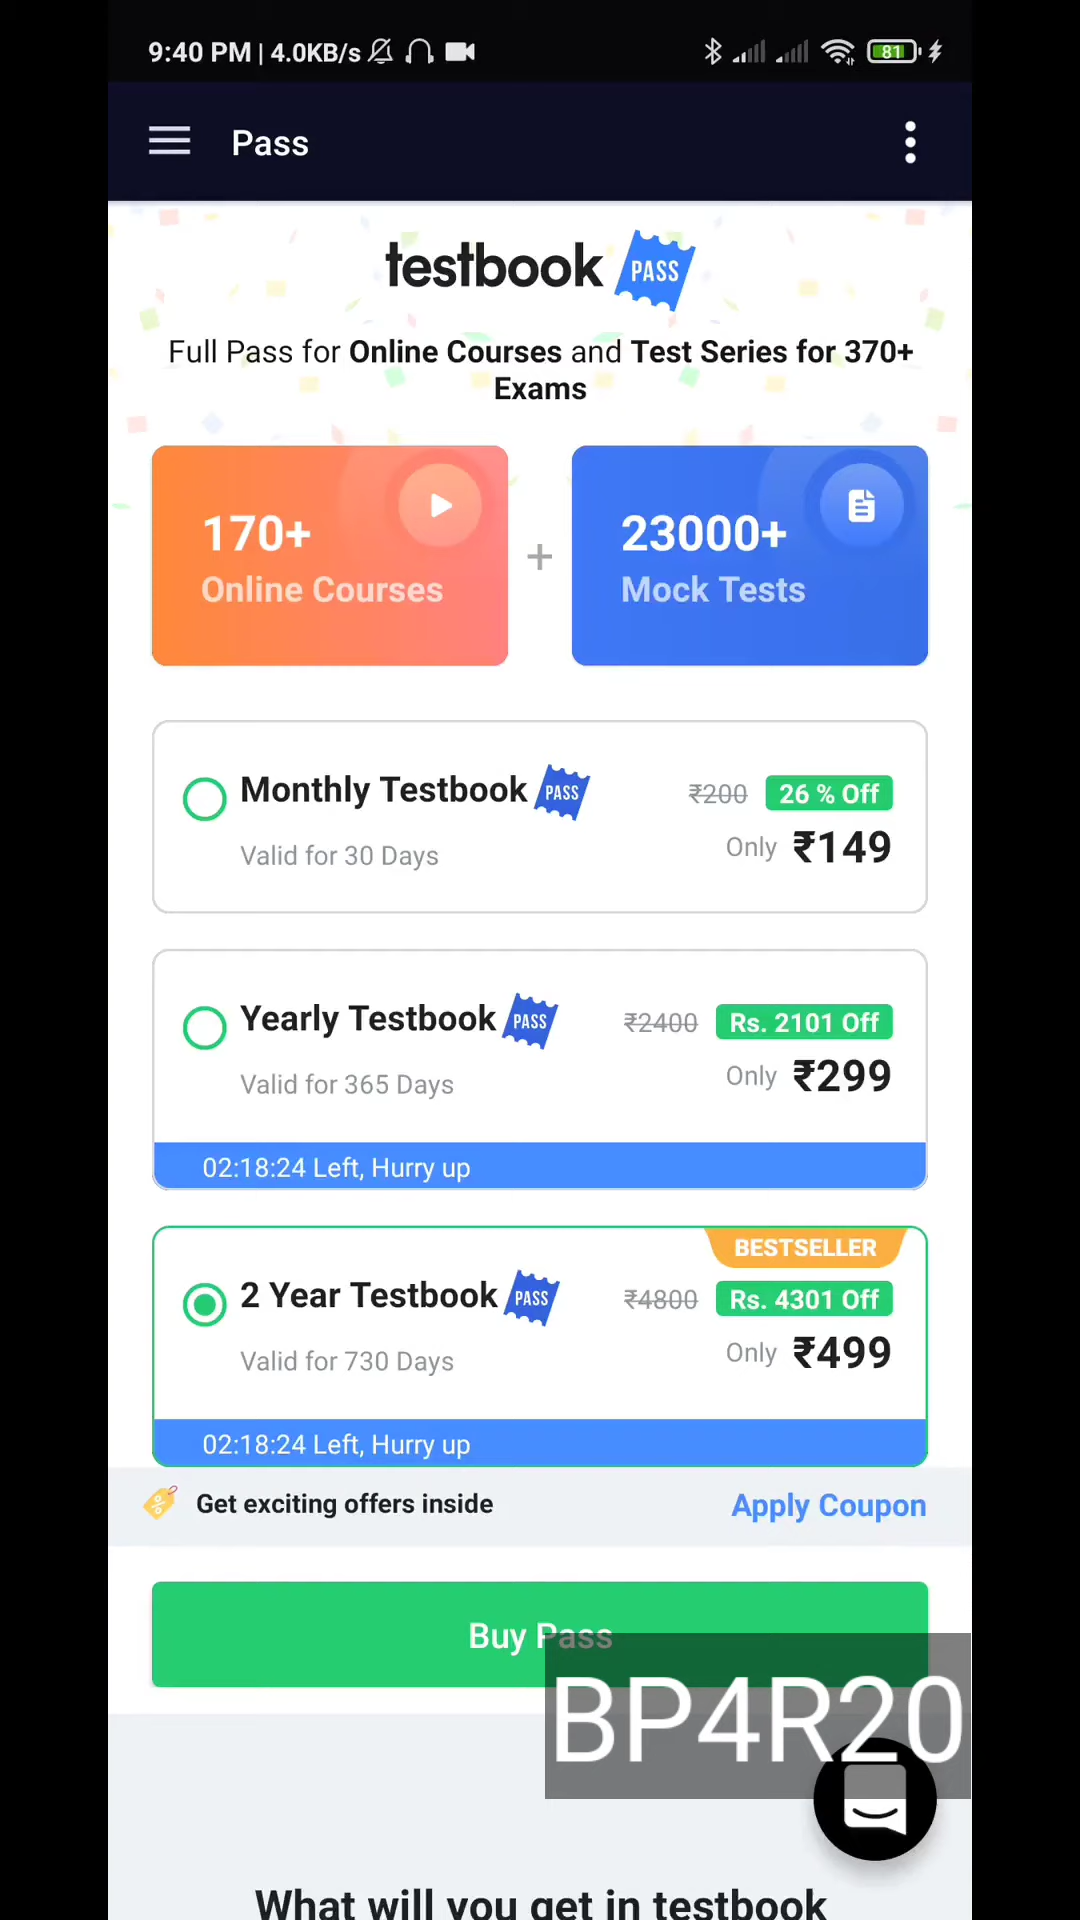 9:40 PM | 4.0KB/s
81
Pass
testbook PASS
Full Pass for Online Courses and Test Series for 370+
Exams
170+
Online Courses
+
23000+
Mock Tests
Monthly Testbook PASS
₹200 26 % Off
Valid for 30 Days
Only ₹149
Yearly Testbook PASS
₹2400 Rs. 2101 Off
Valid for 365 Days
Only ₹299
02:18:24 Left, Hurry up
BESTSELLER
2 Year Testbook PASS
₹4800 Rs. 4301 Off
Valid for 730 Days
Only ₹499
02:18:24 Left, Hurry up
% Get exciting offers inside
Apply Coupon
Buy Pass
BP4R20
What will you get in testbook